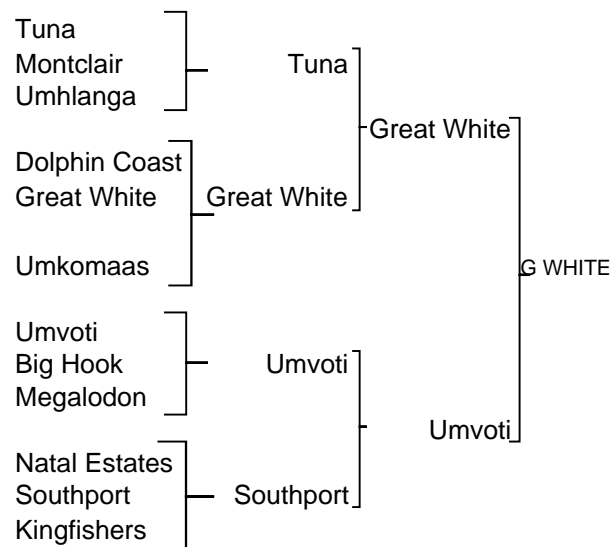 Tuna
Montclair
Umhlanga
Tuna
Dolphin Coast
Great White
Umkomaas
Great White
Great White
Umvoti
Big Hook
Megalodon
Umvoti
Natal Estates
Southport
Kingfishers
Southport
Umvoti
G WHITE